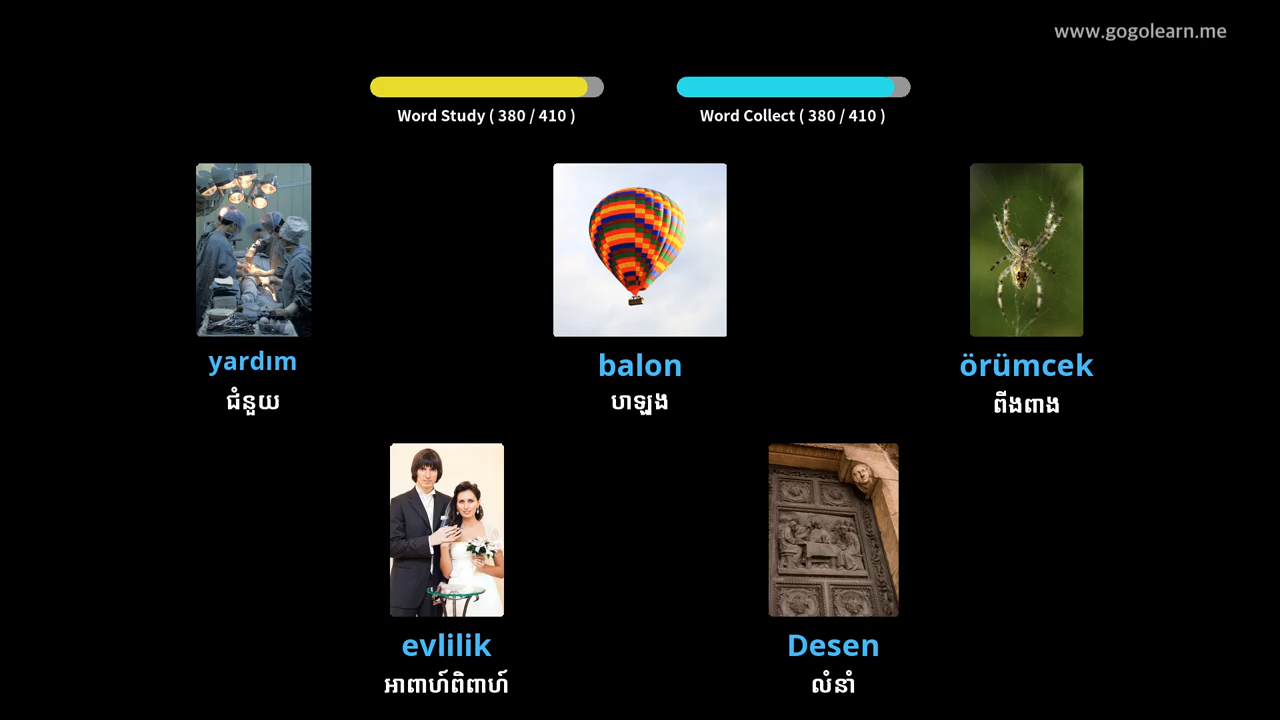 www.gogolearn.me
Word Study ( 380 / 410 )
Word Collect ( 380 / 410 )
yardım
ជំនួយ
balon
បាឡុង
örümcek
ពីងពាង
evlilik
អាពាហ៍ពិពាហ៍
Desen
លំនាំ